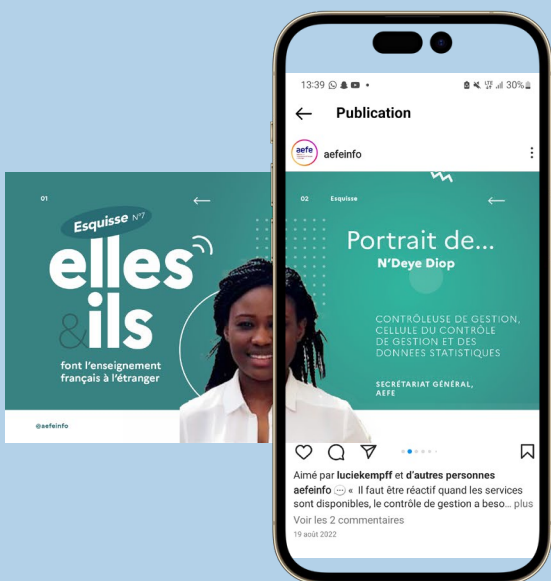 01
Esquisse N°7
elles
&ils
font l'enseignement
français à l'étranger
@aefeinfo
13:39
LTE 30%
Publication
aefe
aefeinfo
02 Esquisse
Portrait de...
N'Deye Diop
CONTRÔLEUSE DE GESTION,
CELLULE DU CONTRÔLE
DE GESTION ET DES
DONNEES STATISTIQUES
SECRÉTARIAT GÉNÉRAL,
AEFE
Aimé par luciekempff et d'autres personnes
aefeinfo 💬 « Il faut être réactif quand les services
sont disponibles, le contrôle de gestion a beso... plus
Voir les 2 commentaires
19 août 2022